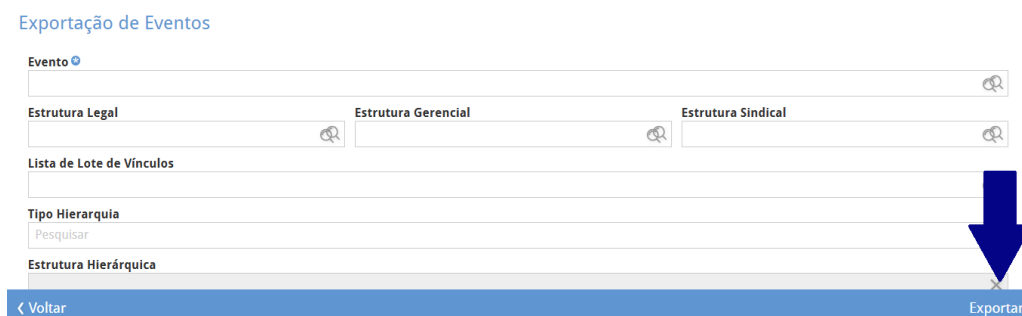 Exportação de Eventos
Evento
Estrutura Legal Estrutura Gerencial Estrutura Sindical
Lista de Lote de Vínculos
Tipo Hierarquia
Pesquisar
Estrutura Hierárquica
Voltar Exportar